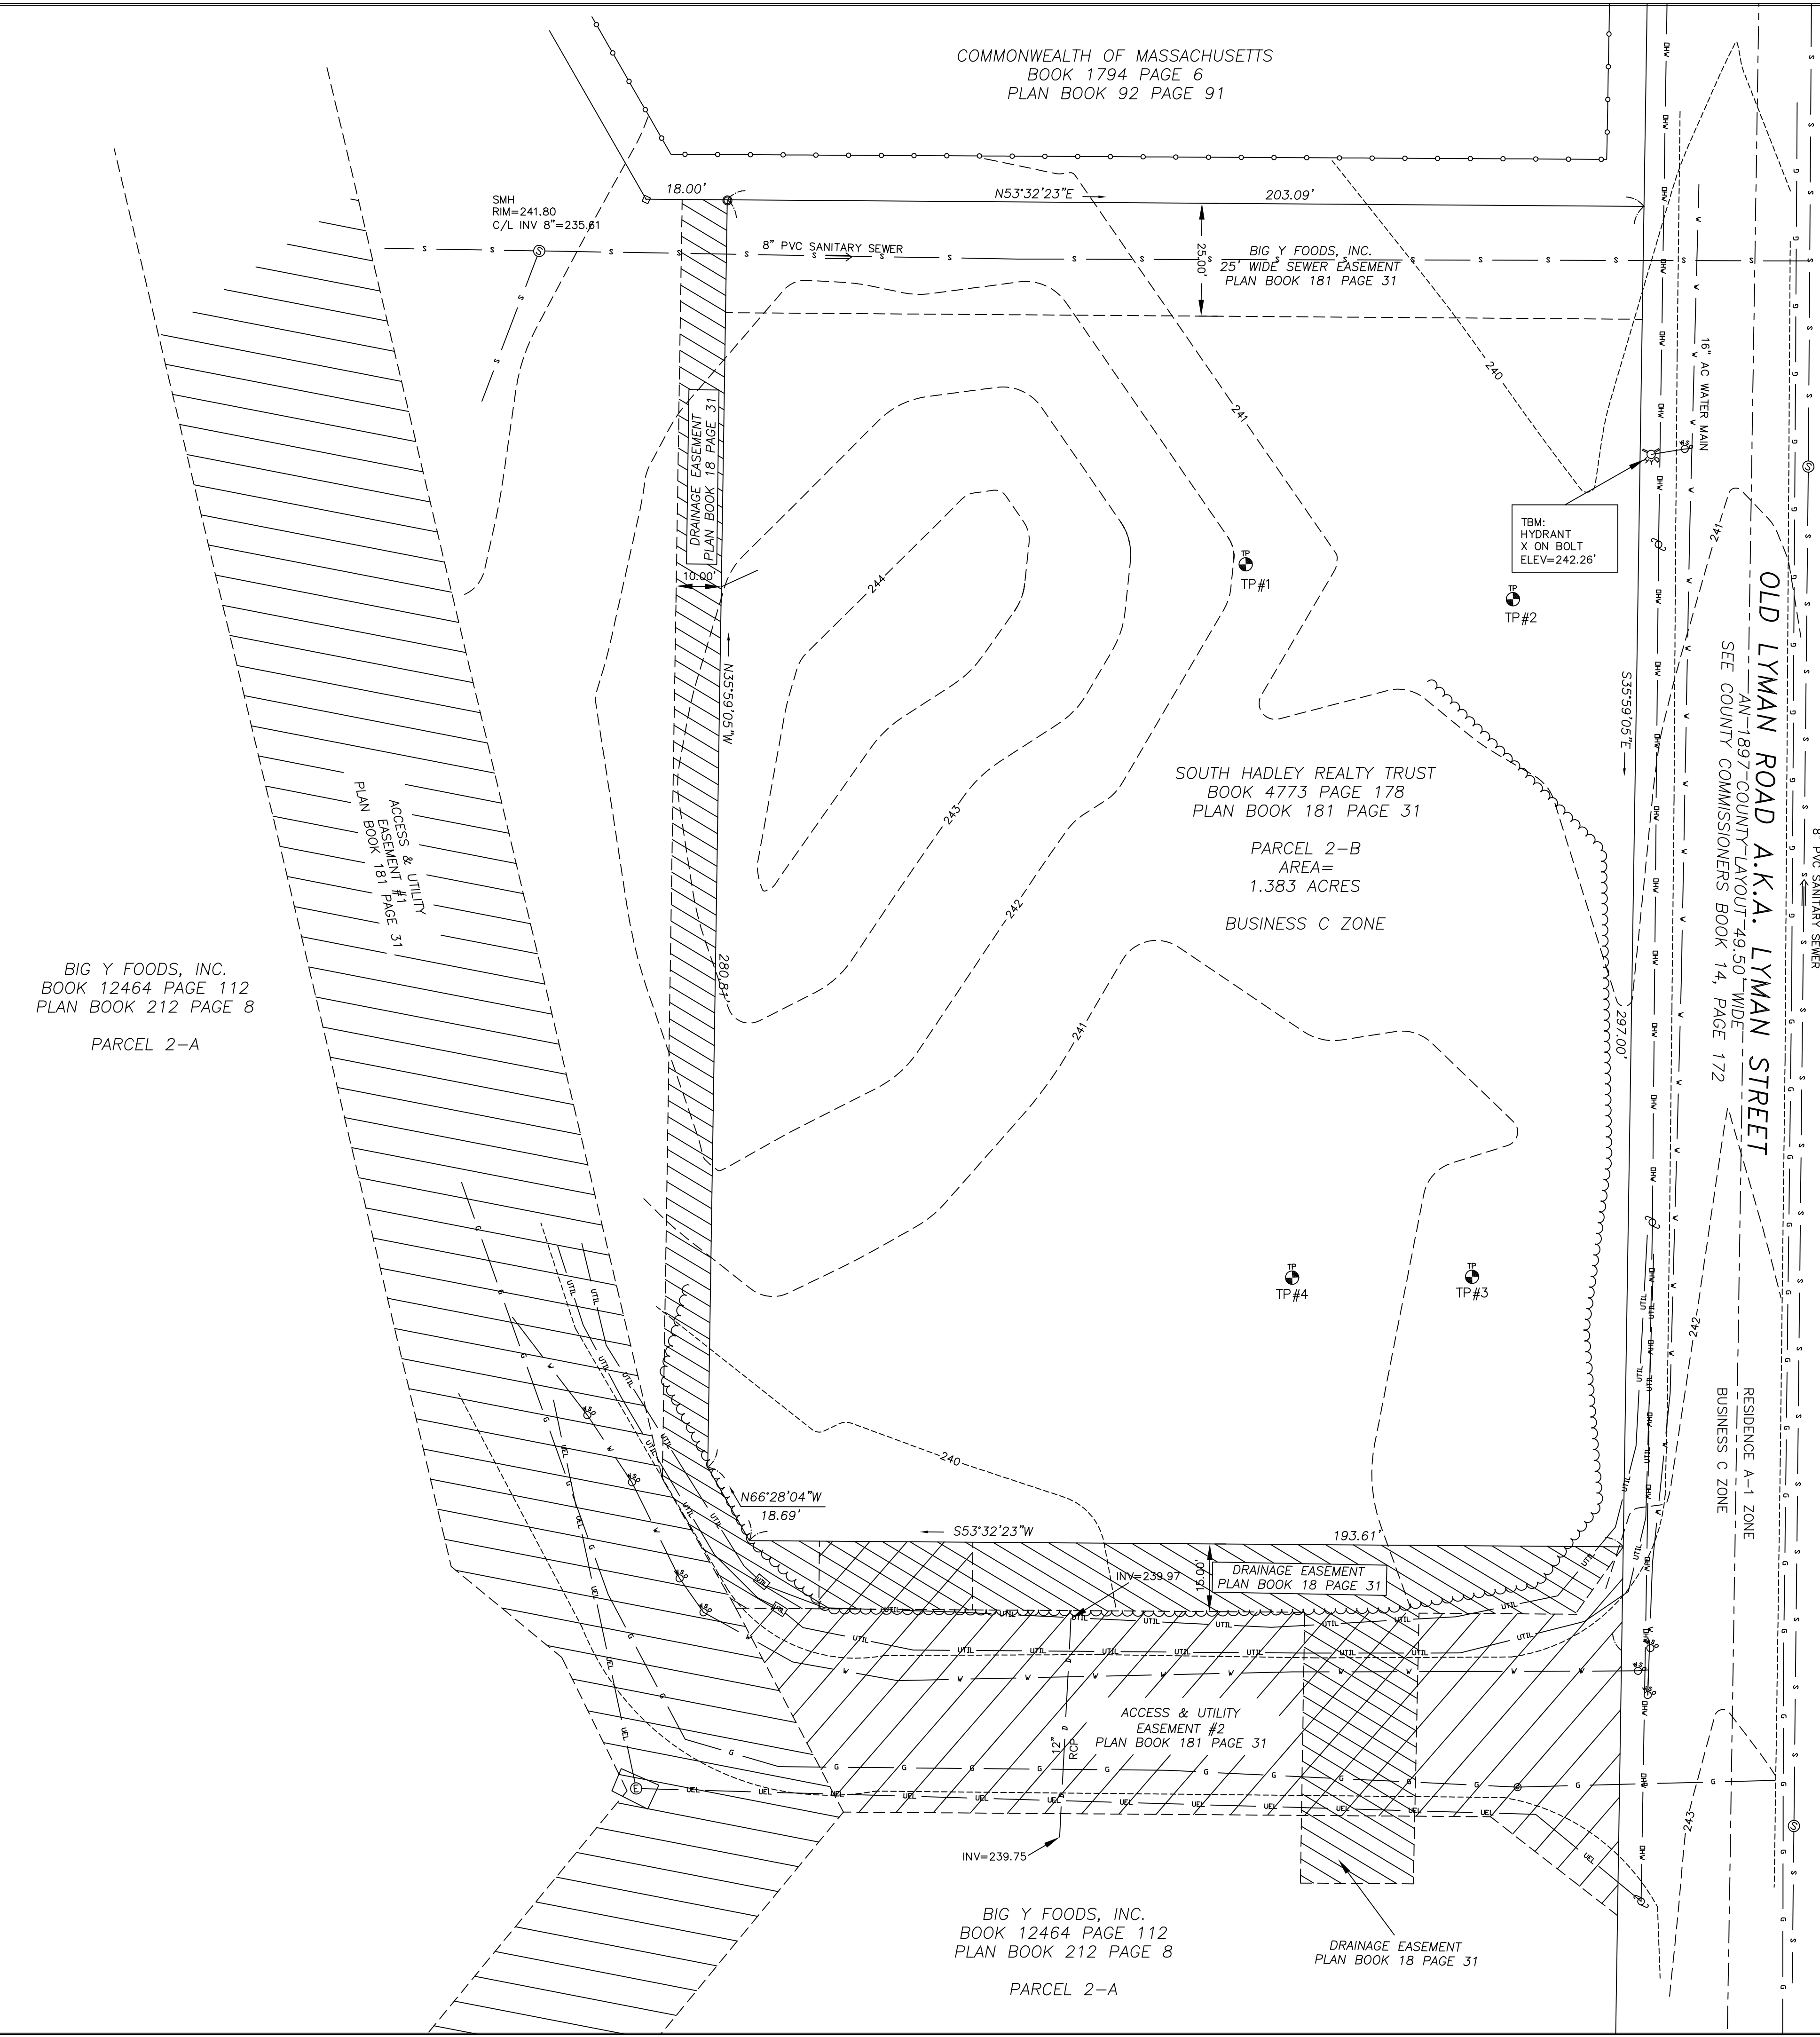 COMMONWEALTH OF MASSACHUSETTS
BOOK 1794 PAGE 6
PLAN BOOK 92 PAGE 91
18.00'
N53°32'23"E
203.09'
SMH
RIM=241.80
C/L INV 8"=235.61
8" PVC SANITARY SEWER
25.00'
BIG Y FOODS, INC.
25' WIDE SEWER EASEMENT
PLAN BOOK 181 PAGE 31
16" AC WATER MAIN
240
241
DRAINAGE EASEMENT
PLAN BOOK 18 PAGE 31
10.00'
244
TP
TP#1
TP
TP#2
TBM:
HYDRANT
X ON BOLT
ELEV=242.26'
241
OLD LYMAN ROAD A.K.A. LYMAN STREET
AN 1897 COUNTY LAYOUT 49.50' WIDE
SEE COUNTY COMMISSIONERS BOOK 14, PAGE 172
8" PVC SANITARY SEWER
N35°59'05"W
280.81'
S35°59'05"E
297.00'
SOUTH HADLEY REALTY TRUST
BOOK 4773 PAGE 178
PLAN BOOK 181 PAGE 31
PARCEL 2-B
AREA=
1.383 ACRES
BUSINESS C ZONE
243
242
241
ACCESS & UTILITY
EASEMENT #1
PLAN BOOK 181 PAGE 31
BIG Y FOODS, INC.
BOOK 12464 PAGE 112
PLAN BOOK 212 PAGE 8
PARCEL 2-A
TP
TP#4
TP
TP#3
242
RESIDENCE A-1 ZONE
BUSINESS C ZONE
240
N66°28'04"W
18.69'
S53°32'23"W
193.61'
15.00'
INV=239.97
DRAINAGE EASEMENT
PLAN BOOK 18 PAGE 31
ACCESS & UTILITY
EASEMENT #2
PLAN BOOK 181 PAGE 31
12"
RCP
INV=239.75
243
BIG Y FOODS, INC.
BOOK 12464 PAGE 112
PLAN BOOK 212 PAGE 8
PARCEL 2-A
DRAINAGE EASEMENT
PLAN BOOK 18 PAGE 31